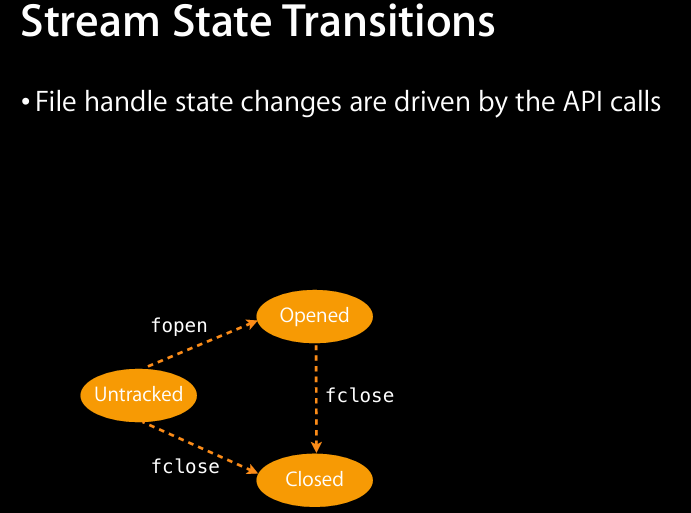 Stream State Transitions
• File handle state changes are driven by the API calls
Opened
fopen
Untracked
fclose
fclose
Closed